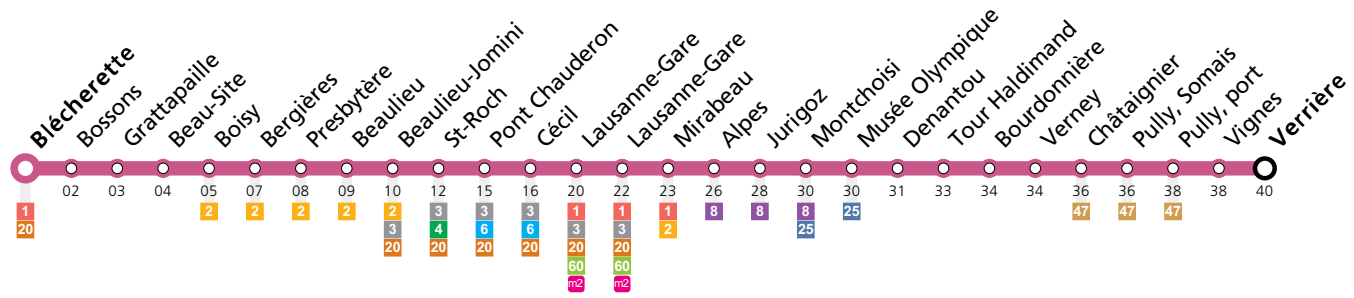 Blécherette
Bossons
Grattapaille
Beau-Site
Boisy
Bergières
Presbytère
Beaulieu
Beaulieu-Jomini
St-Roch
Pont Chauderon
Cécil
Lausanne-Gare
Lausanne-Gare
Mirabeau
Alpes
Jurigoz
Montchoisi
Musée Olympique
Denantou
Tour Haldimand
Bourdonnière
Verney
Châtaignier
Pully, Somais
Pully, port
Vignes
Verrière
02 03 04 05 07 08 09 10 12 15 16 20 22 23 26 28 30 30 31 33 34 34 36 36 38 38 40
1 2 2 2 2 2 3 3 3 1 1 1 8 8 8 25 47 47 47
20 3 4 6 6 3 3 2 25
20 20 20 20 20 20
60 60
m2 m2